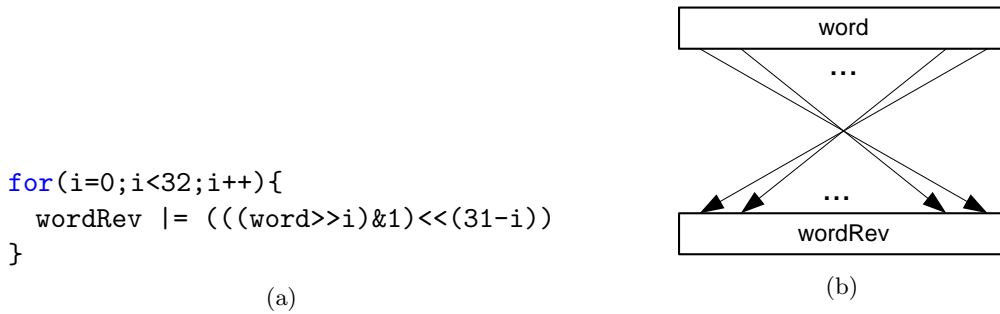 for(i=0;i<32;i++){
  wordRev |= (((word>>i)&1)<<(31-i))
}
(a)
word
...
...
wordRev
(b)